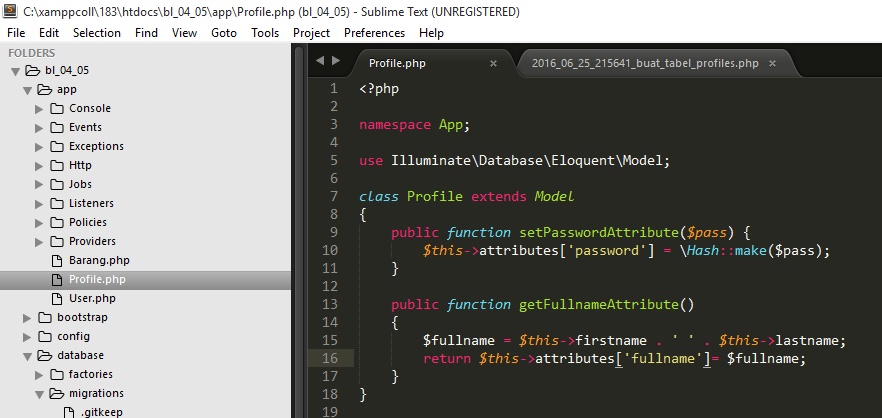 C:\xamppcoll\183\htdocs\bl_04_05\app\Profile.php (bl_04_05) - Sublime Text (UNREGISTERED)
File Edit Selection Find View Goto Tools Project Preferences Help
FOLDERS
bl_04_05
app
Console
Events
Exceptions
Http
Jobs
Listeners
Policies
Providers
Barang.php
Profile.php
User.php
bootstrap
config
database
factories
migrations
.gitkeep
Profile.php × 2016_06_25_215641_buat_tabel_profiles.php ×
1 <?php
2
3 namespace App;
4
5 use Illuminate\Database\Eloquent\Model;
6
7 class Profile extends Model
8 {
9     public function setPasswordAttribute($pass) {
10         $this->attributes['password'] = \Hash::make($pass);
11     }
12
13     public function getFullnameAttribute()
14     {
15         $fullname = $this->firstname . ' ' . $this->lastname;
16         return $this->attributes['fullname']= $fullname;
17     }
18 }
19